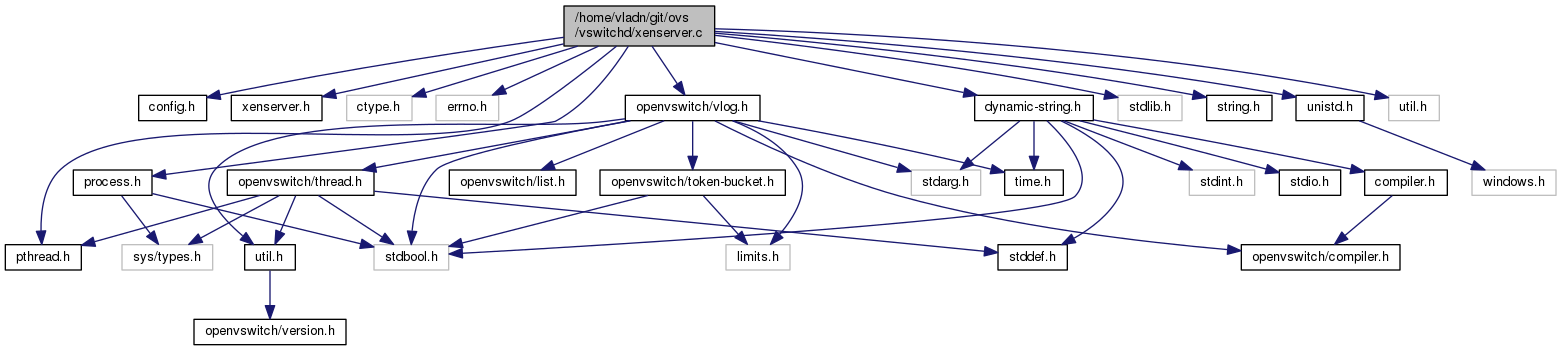 /home/vladn/git/ovs
/vswitchd/xenserver.c
config.h
xenserver.h
ctype.h
errno.h
openvswitch/vlog.h
dynamic-string.h
stdlib.h
string.h
unistd.h
util.h
process.h
openvswitch/thread.h
openvswitch/list.h
openvswitch/token-bucket.h
stdarg.h
time.h
stdint.h
stdio.h
compiler.h
windows.h
pthread.h
sys/types.h
util.h
stdbool.h
limits.h
stddef.h
openvswitch/compiler.h
openvswitch/version.h